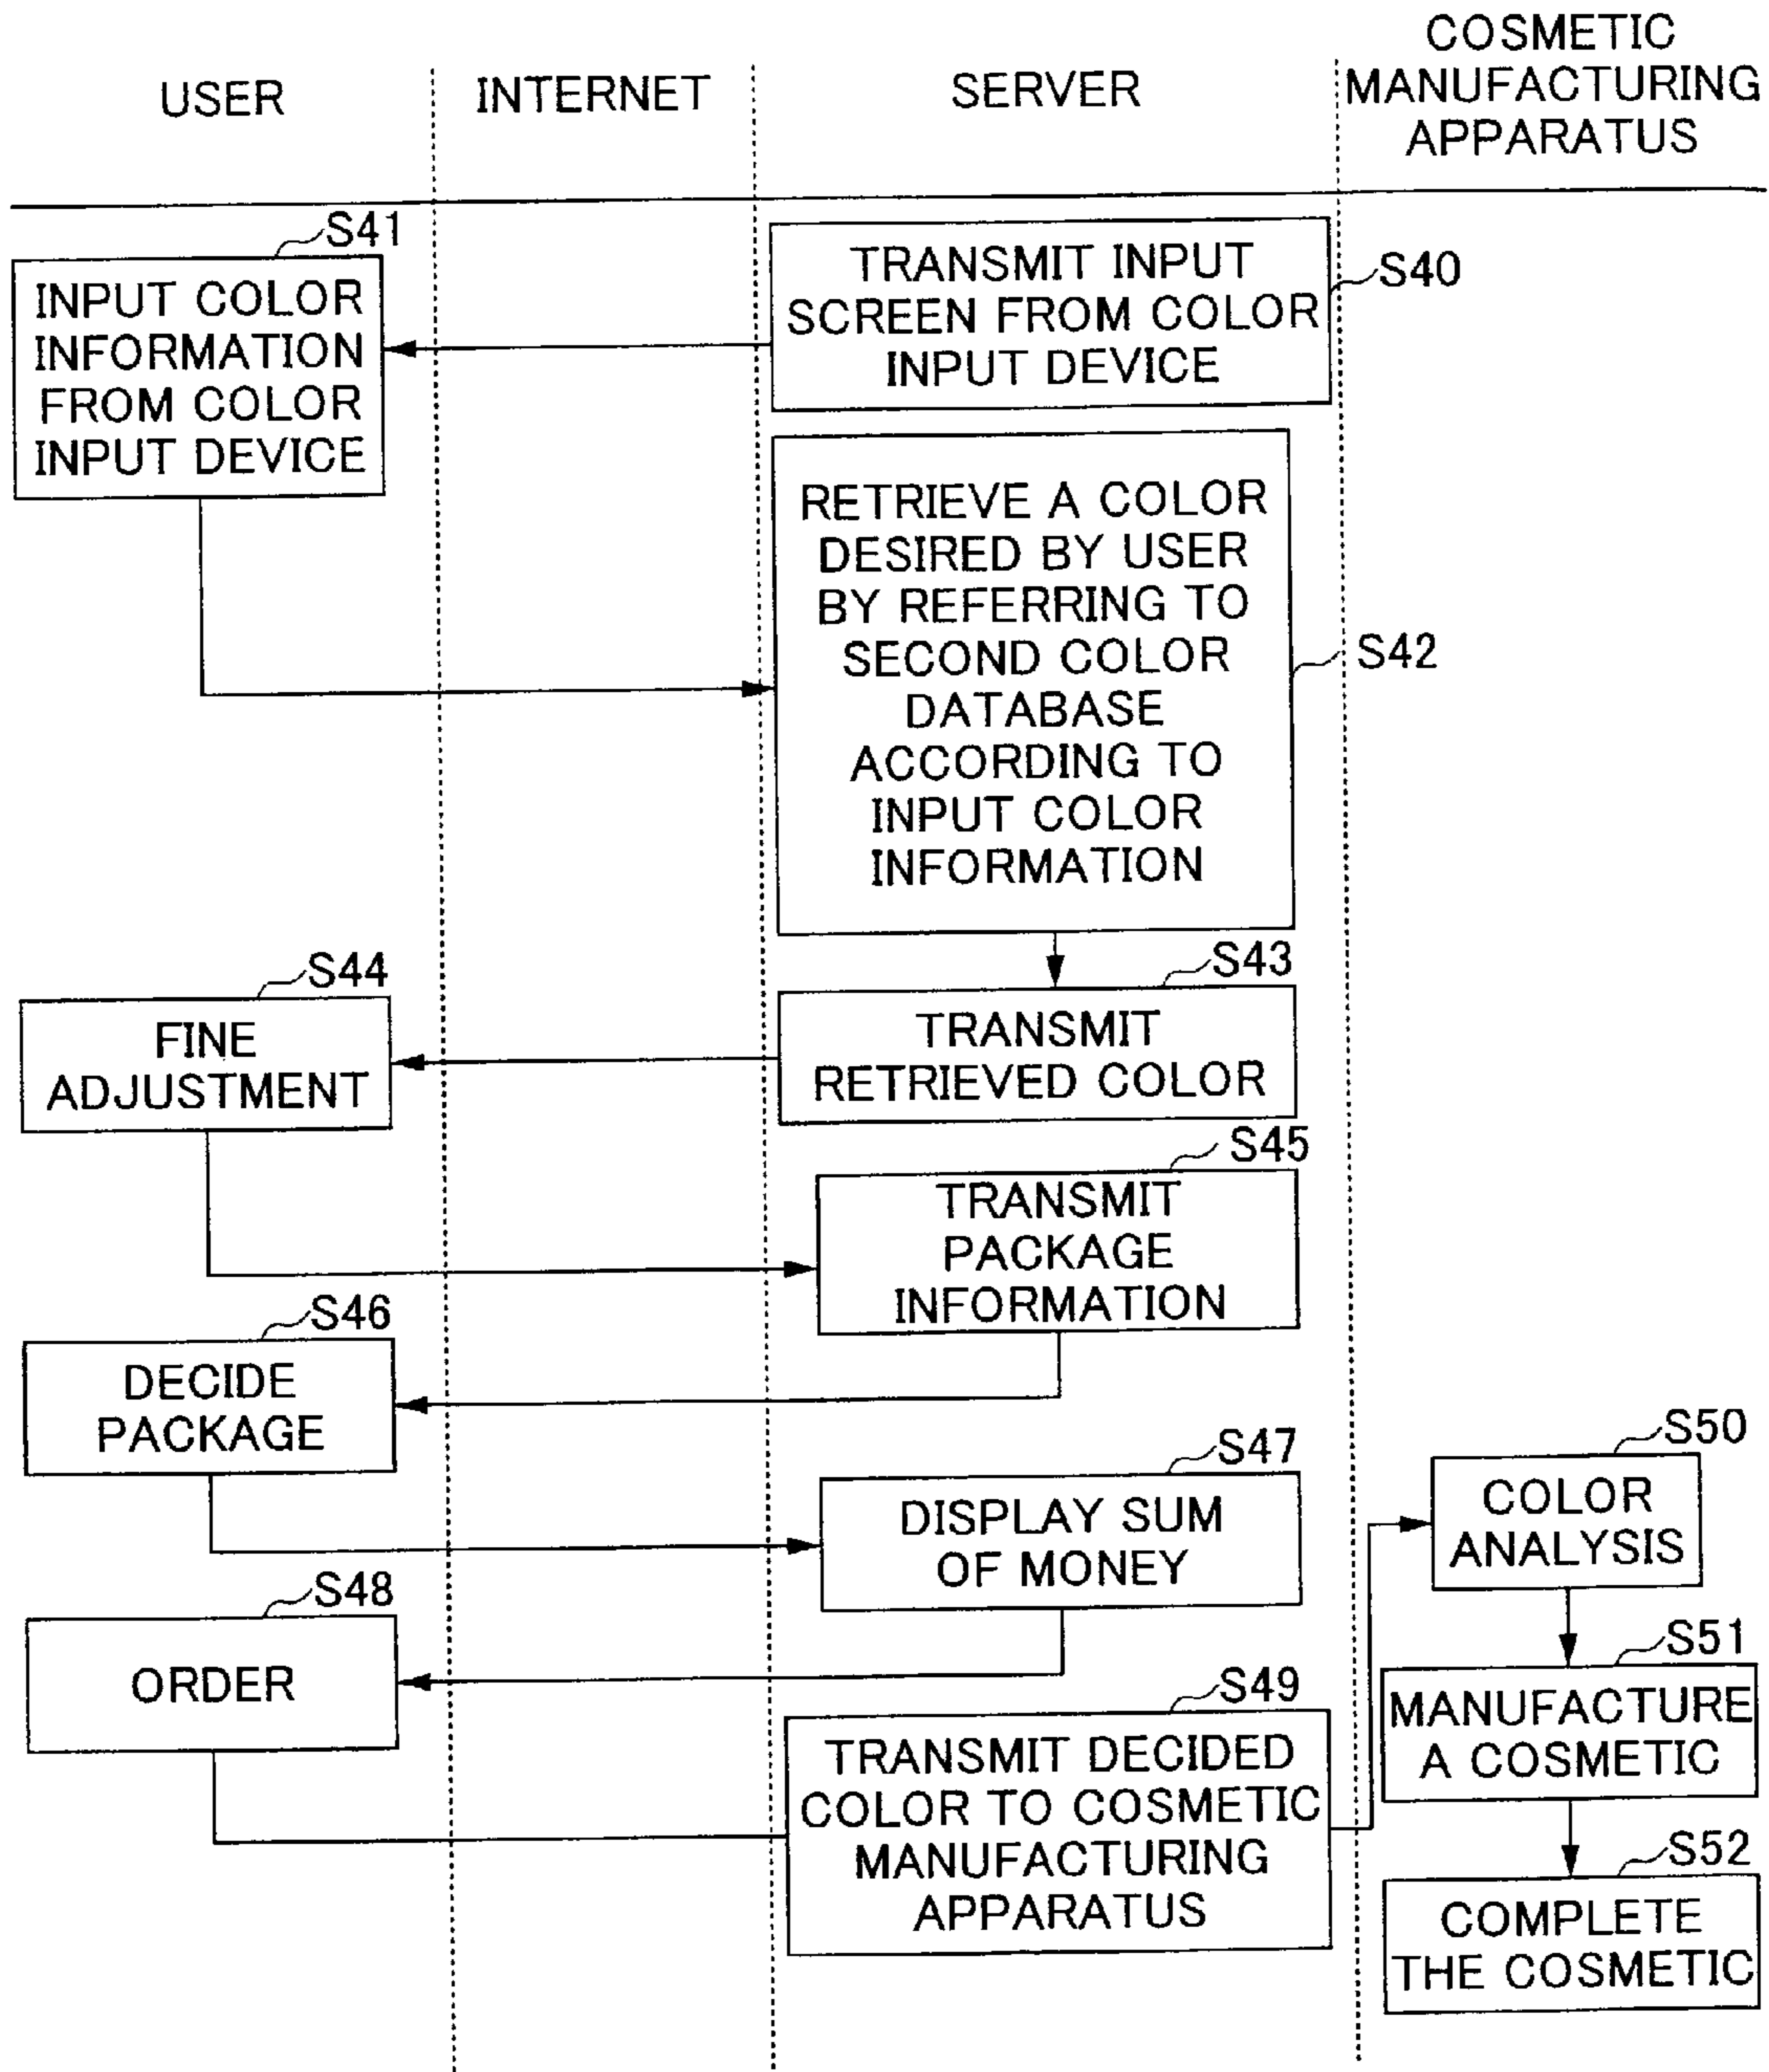 USER
INTERNET
SERVER
COSMETIC
MANUFACTURING
APPARATUS
S40
TRANSMIT INPUT
SCREEN FROM COLOR
INPUT DEVICE
S41
INPUT COLOR
INFORMATION
FROM COLOR
INPUT DEVICE
S42
RETRIEVE A COLOR
DESIRED BY USER
BY REFERRING TO
SECOND COLOR
DATABASE
ACCORDING TO
INPUT COLOR
INFORMATION
S43
TRANSMIT
RETRIEVED COLOR
S44
FINE
ADJUSTMENT
S45
TRANSMIT
PACKAGE
INFORMATION
S46
DECIDE
PACKAGE
S47
DISPLAY SUM
OF MONEY
S48
ORDER
S49
TRANSMIT DECIDED
COLOR TO COSMETIC
MANUFACTURING
APPARATUS
S50
COLOR
ANALYSIS
S51
MANUFACTURE
A COSMETIC
S52
COMPLETE
THE COSMETIC